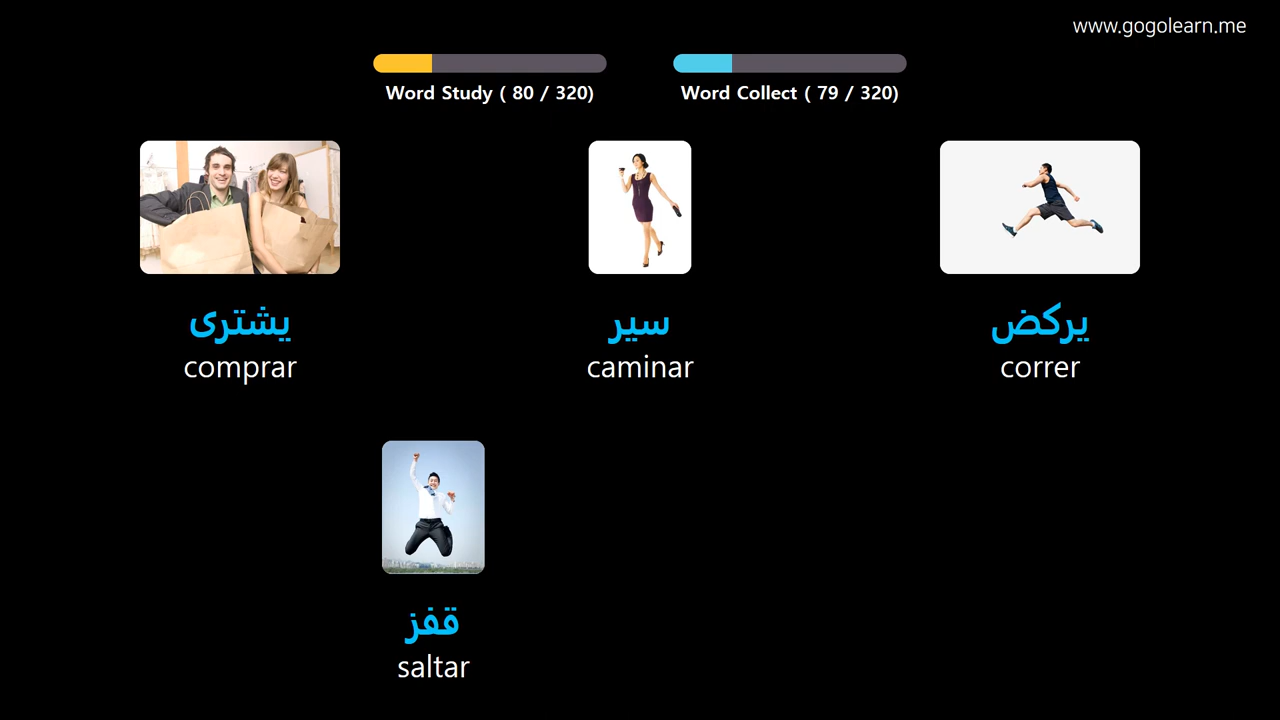 www.gogolearn.me
Word Study ( 80 / 320)
Word Collect ( 79 / 320)
يشترى
comprar
سير
caminar
يركض
correr
قفز
saltar